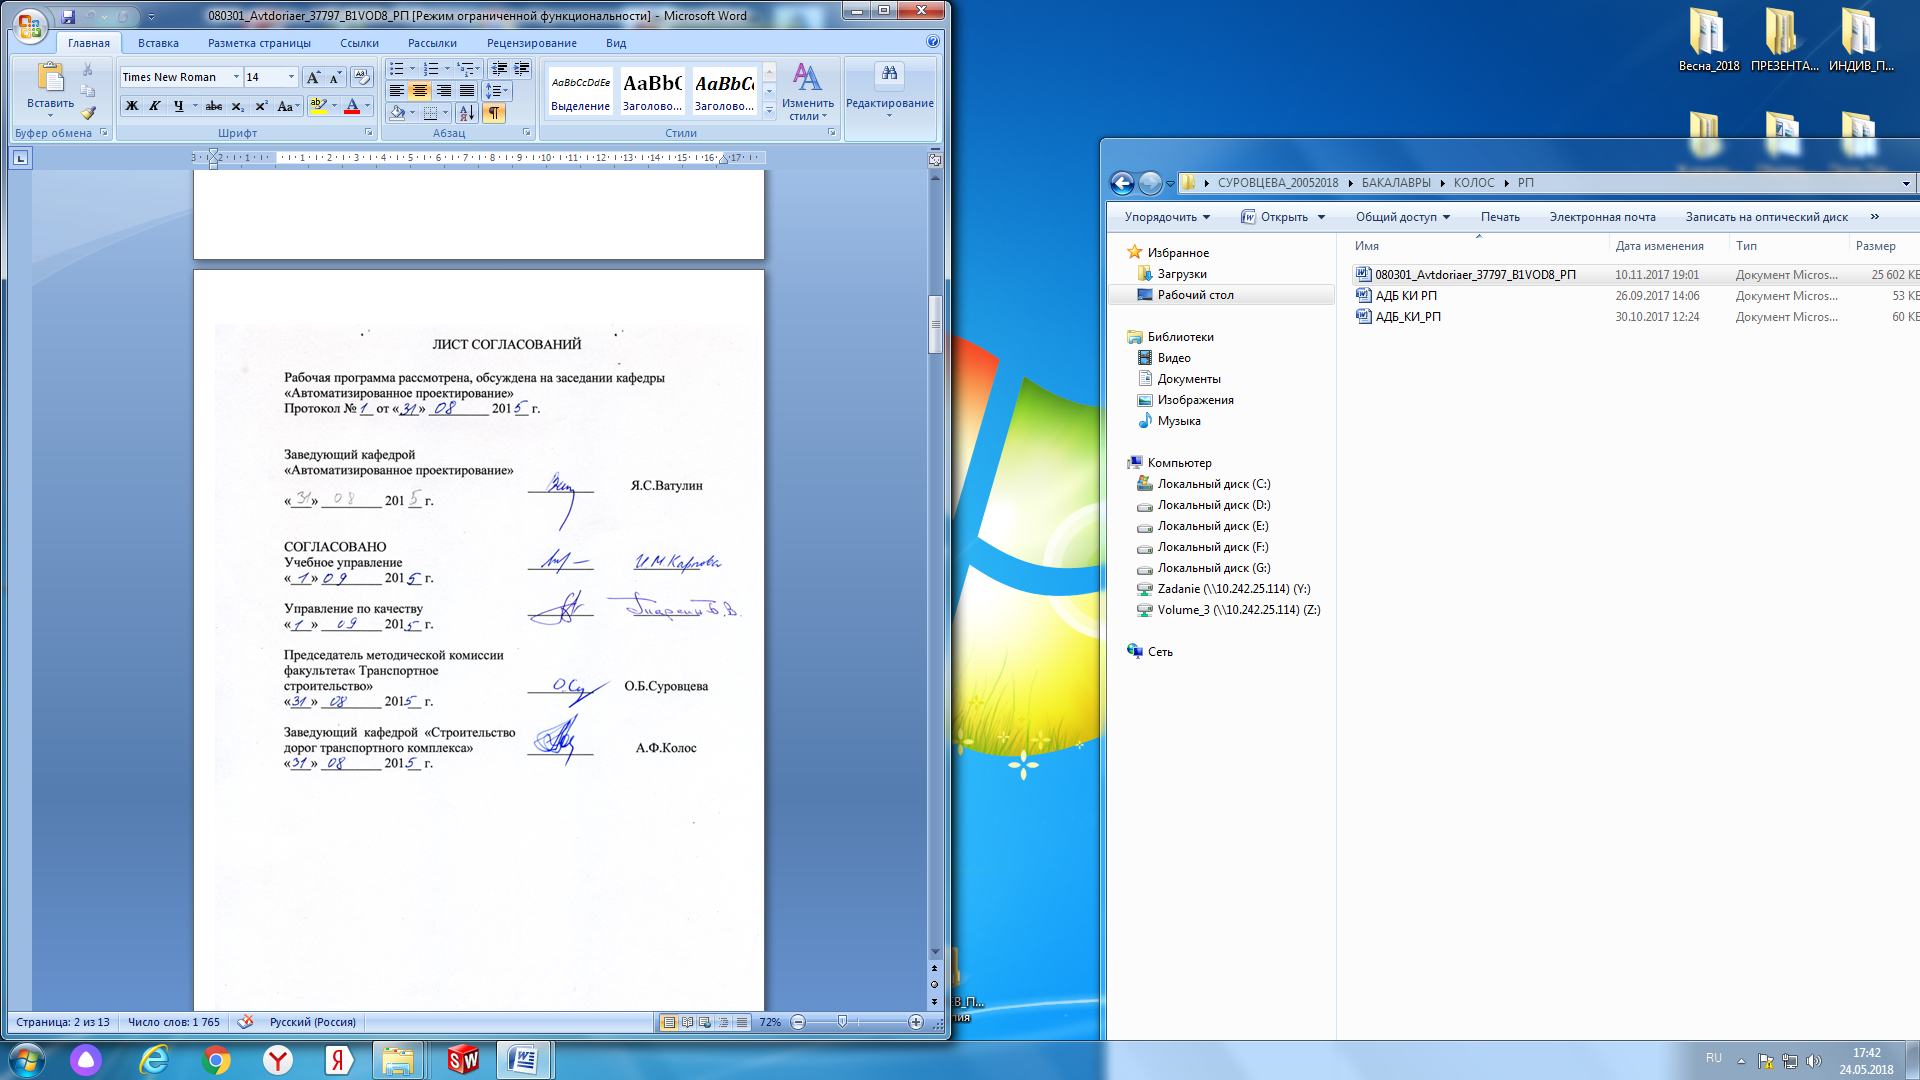 080301_Avtdoriaer_37797_B1VOD8_РП [Режим ограниченной функциональности] - Microsoft Word
Главная
Вставка
Разметка страницы
Ссылки
Рассылки
Рецензирование
Вид
Вставить
Буфер обмена
Times New Roman
14
Ж К Ч abc x₂ x² Aa
Шрифт
Абзац
AaBbCcDdEe
Выделение
AaBbC
Заголово...
AaBbCc
Заголово...
Изменить стили
Стили
Редактирование
ЛИСТ СОГЛАСОВАНИЙ
Рабочая программа рассмотрена, обсуждена на заседании кафедры
«Автоматизированное проектирование»
Протокол № 1 от «31» 08 2015 г.
Заведующий кафедрой
«Автоматизированное проектирование»
Я.С.Ватулин
«31» 08 2015 г.
СОГЛАСОВАНО
Учебное управление
И.М Карпова
«1» 09 2015 г.
Управление по качеству
«1» 09 2015 г.
Председатель методической комиссии
факультета« Транспортное
строительство»
О.Б.Суровцева
«31» 08 2015 г.
Заведующий кафедрой «Строительство
дорог транспортного комплекса»
А.Ф.Колос
«31» 08 2015 г.
Страница: 2 из 13
Число слов: 1 765
Русский (Россия)
72%
Весна_2018
ПРЕЗЕНТА...
ИНДИВ_П...
СУРОВЦЕВА_20052018
БАКАЛАВРЫ
КОЛОС
РП
Упорядочить
Открыть
Общий доступ
Печать
Электронная почта
Записать на оптический диск
»
Избранное
Загрузки
Рабочий стол
Библиотеки
Видео
Документы
Изображения
Музыка
Компьютер
Локальный диск (C:)
Локальный диск (D:)
Локальный диск (E:)
Локальный диск (F:)
Локальный диск (G:)
Zadanie (\\10.242.25.114) (Y:)
Volume_3 (\\10.242.25.114) (Z:)
Сеть
Имя
Дата изменения
Тип
Размер
080301_Avtdoriaer_37797_B1VOD8_РП 10.11.2017 19:01 Документ Micros... 25 602 КБ
АДБ КИ РП 26.09.2017 14:06 Документ Micros... 53 КБ
АДБ_КИ_РП 30.10.2017 12:24 Документ Micros... 60 КБ
RU
17:42
24.05.2018